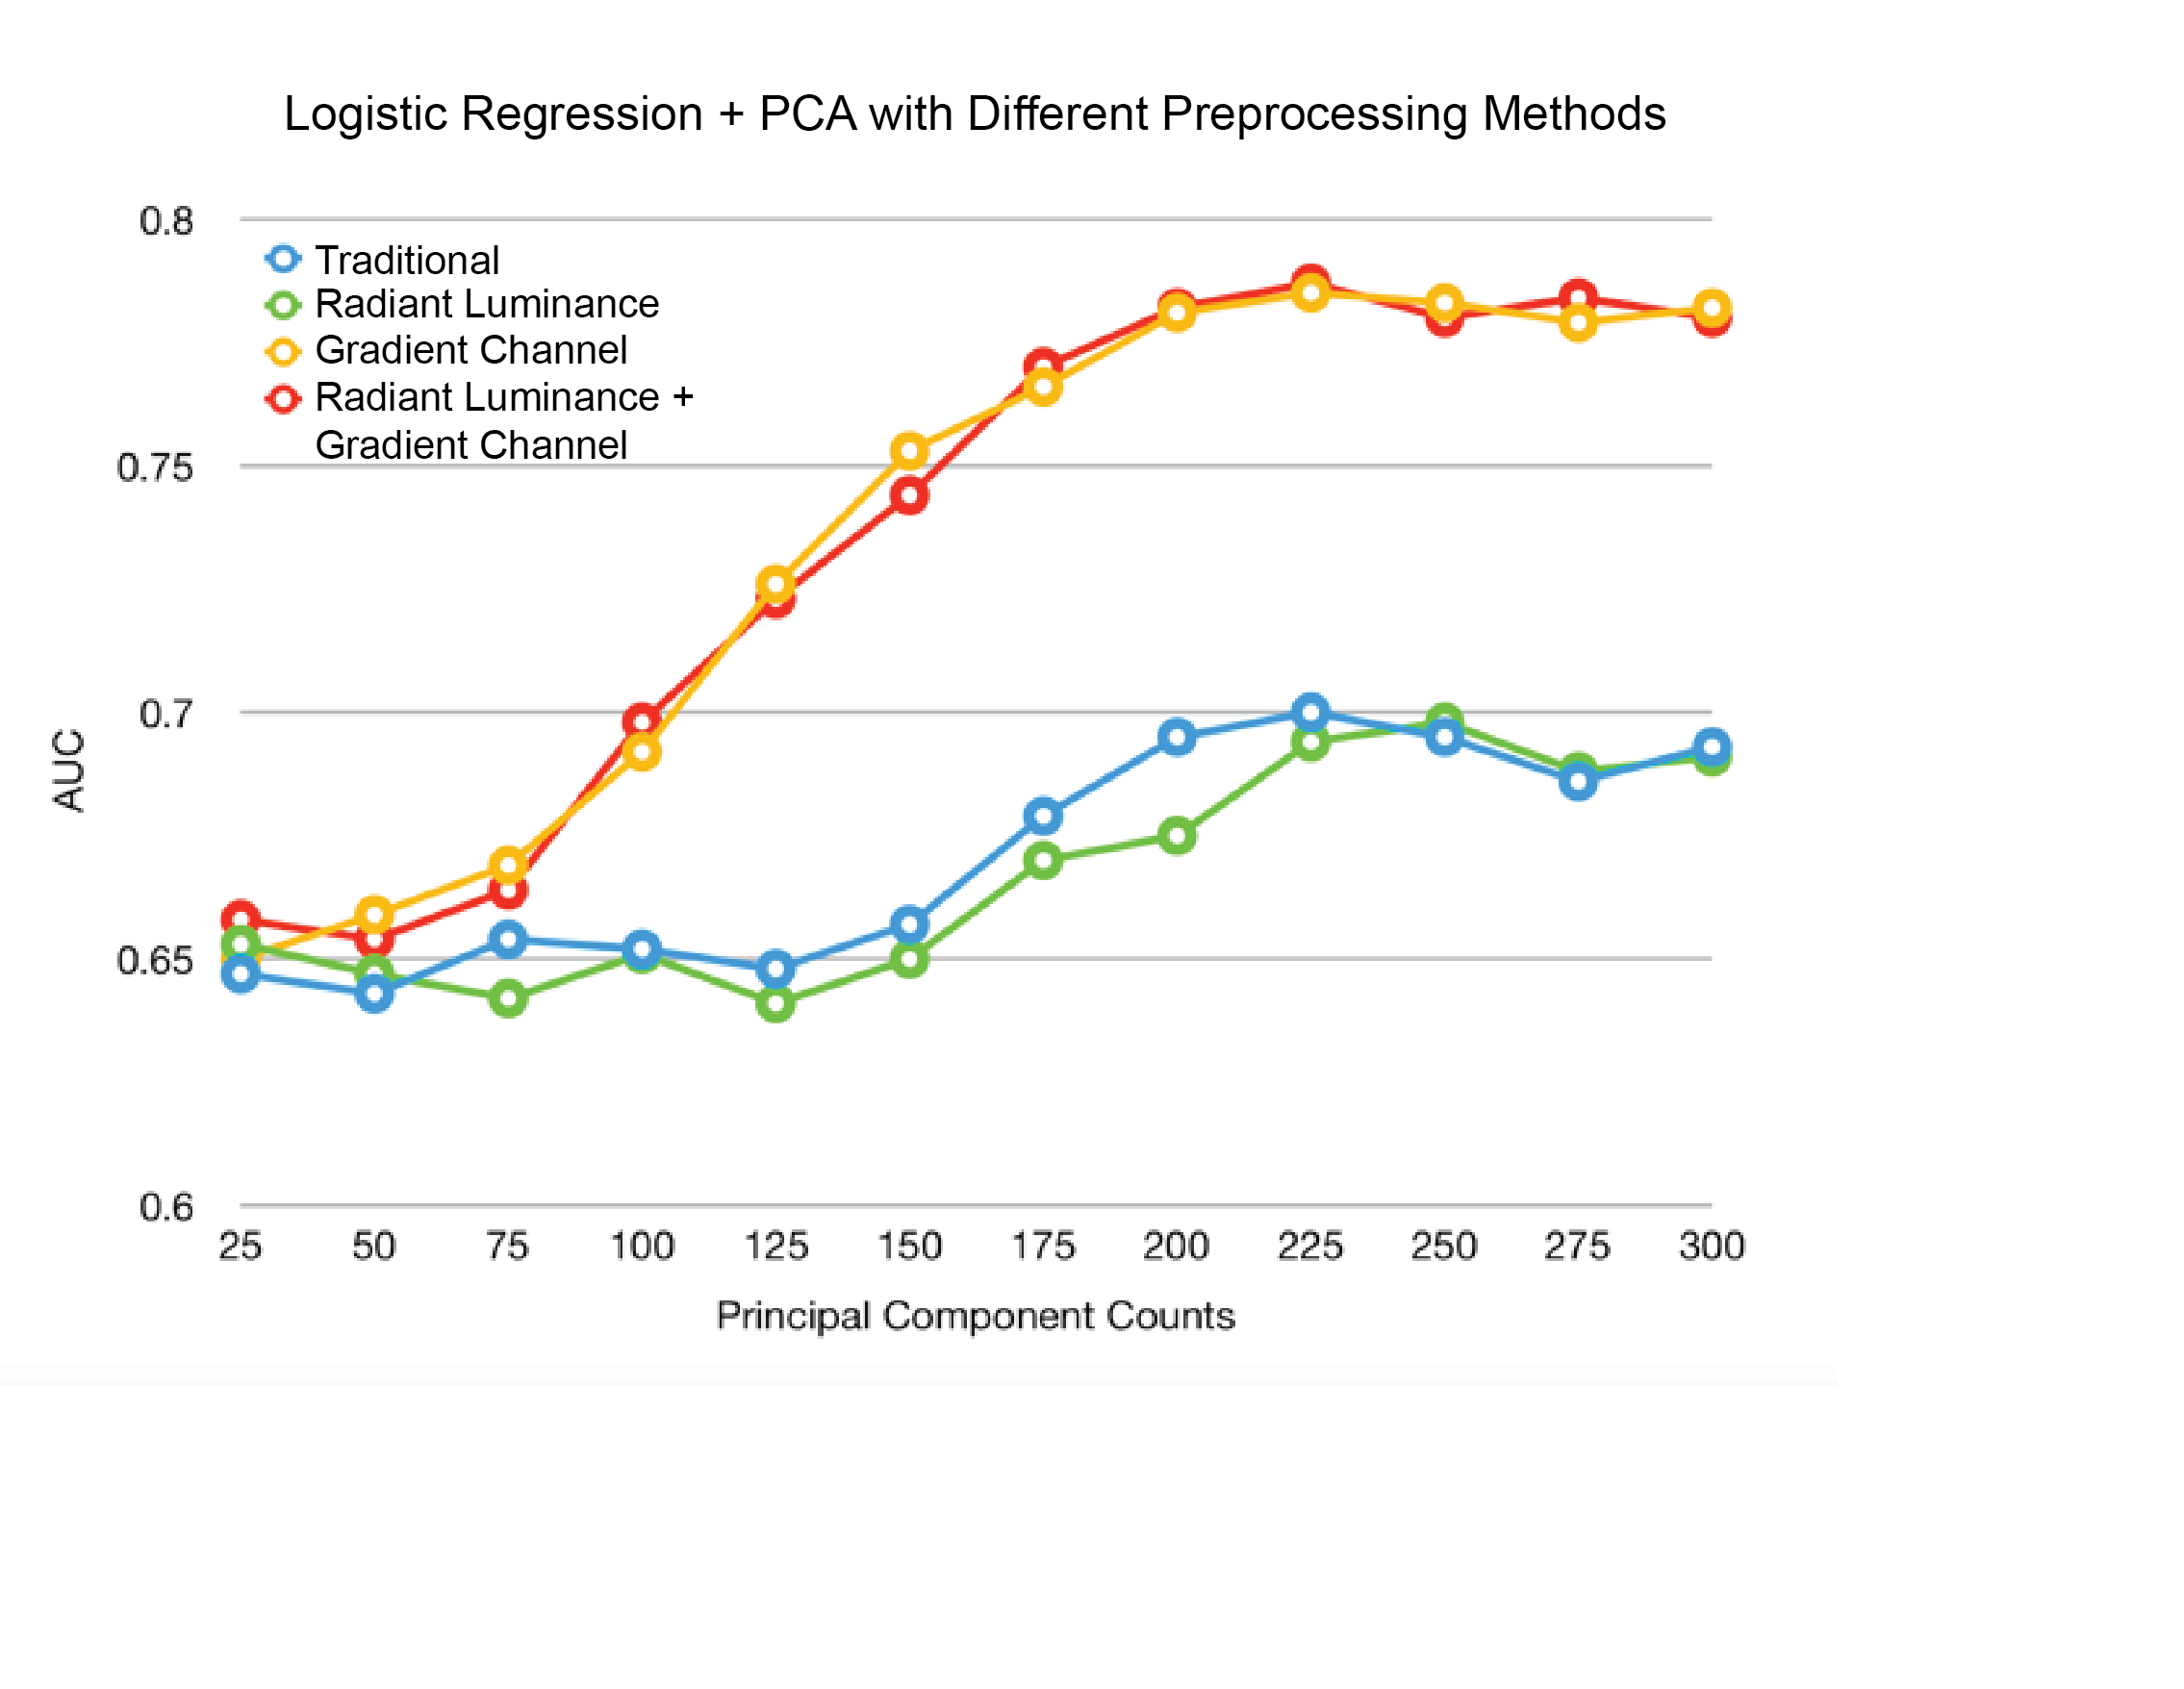 Logistic Regression + PCA with Different Preprocessing Methods
0.8
Traditional
Radiant Luminance
Gradient Channel
Radiant Luminance +
Gradient Channel
0.75
0.7
AUC
0.65
0.6
25 50 75 100 125 150 175 200 225 250 275 300
Principal Component Counts